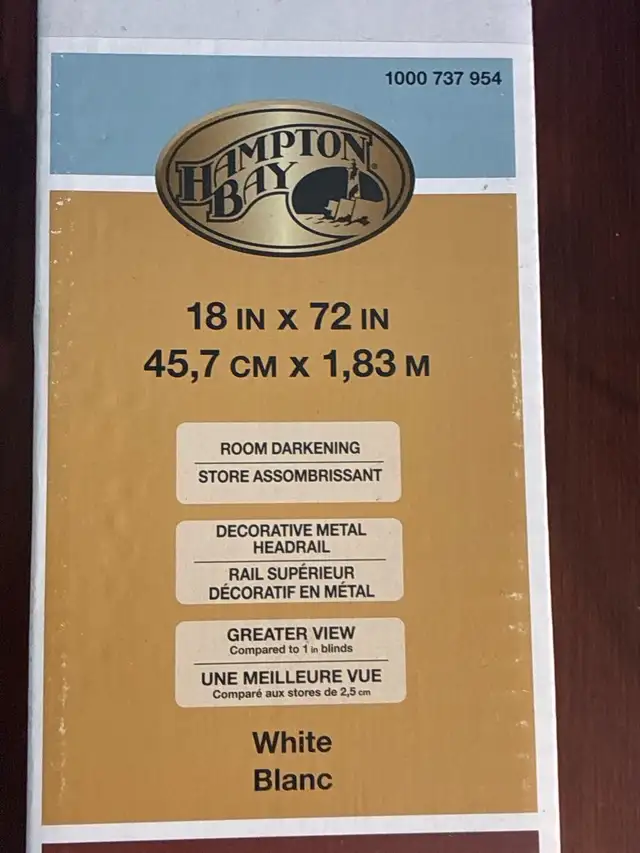 1000 737 954
HAMPTON
BAY
18 IN X 72 IN
45,7 CM X 1,83 M
ROOM DARKENING
STORE ASSOMBRISSANT
DECORATIVE METAL
HEADRAIL
RAIL SUPÉRIEUR
DÉCORATIF EN MÉTAL
GREATER VIEW
Compared to 1 in blinds
UNE MEILLEURE VUE
Comparé aux stores de 2,5 cm
White
Blanc